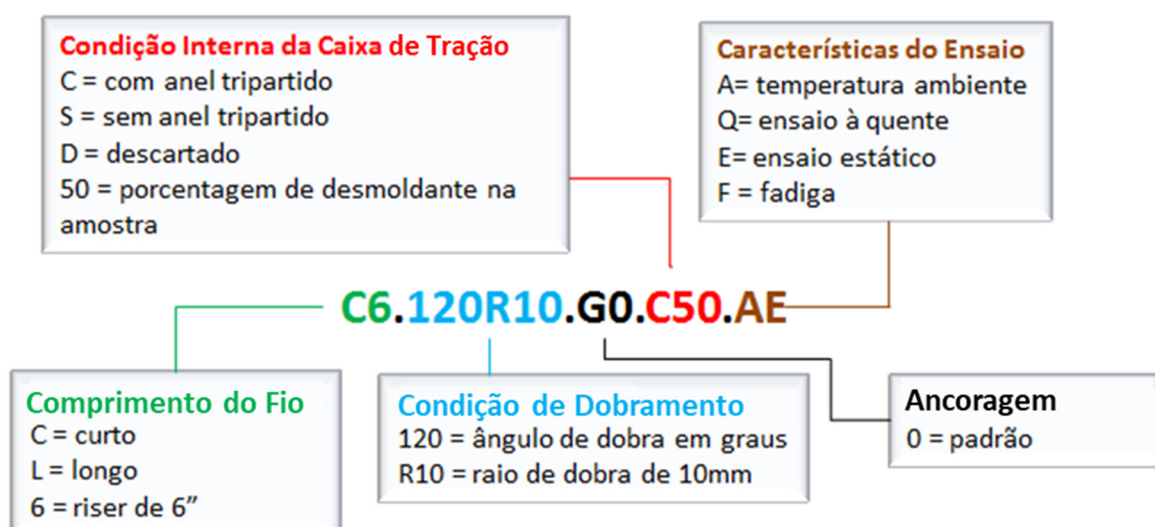 Condição Interna da Caixa de Tração
C = com anel tripartido
S = sem anel tripartido
D = descartado
50 = porcentagem de desmoldante na
amostra
Características do Ensaio
A= temperatura ambiente
Q= ensaio à quente
E= ensaio estático
F = fadiga
C6.120R10.G0.C50.AE
Comprimento do Fio
C = curto
L = longo
6 = riser de 6”
Condição de Dobramento
120 = ângulo de dobra em graus
R10 = raio de dobra de 10mm
Ancoragem
0 = padrão